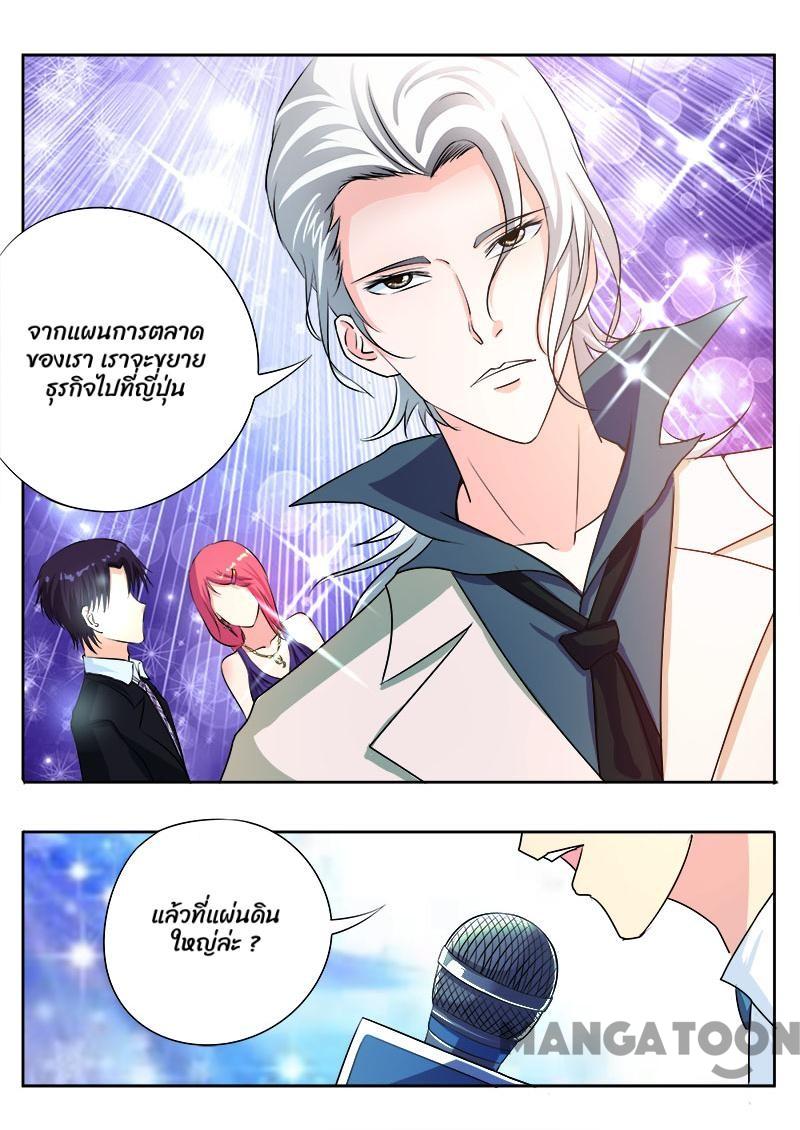 จากแผนการตลาด
ของเรา เราจะขยาย
ธุรกิจไปที่ญี่ปุ่น
แล้วที่แผ่นดิน
ใหญ่ล่ะ ?
MANGATOON